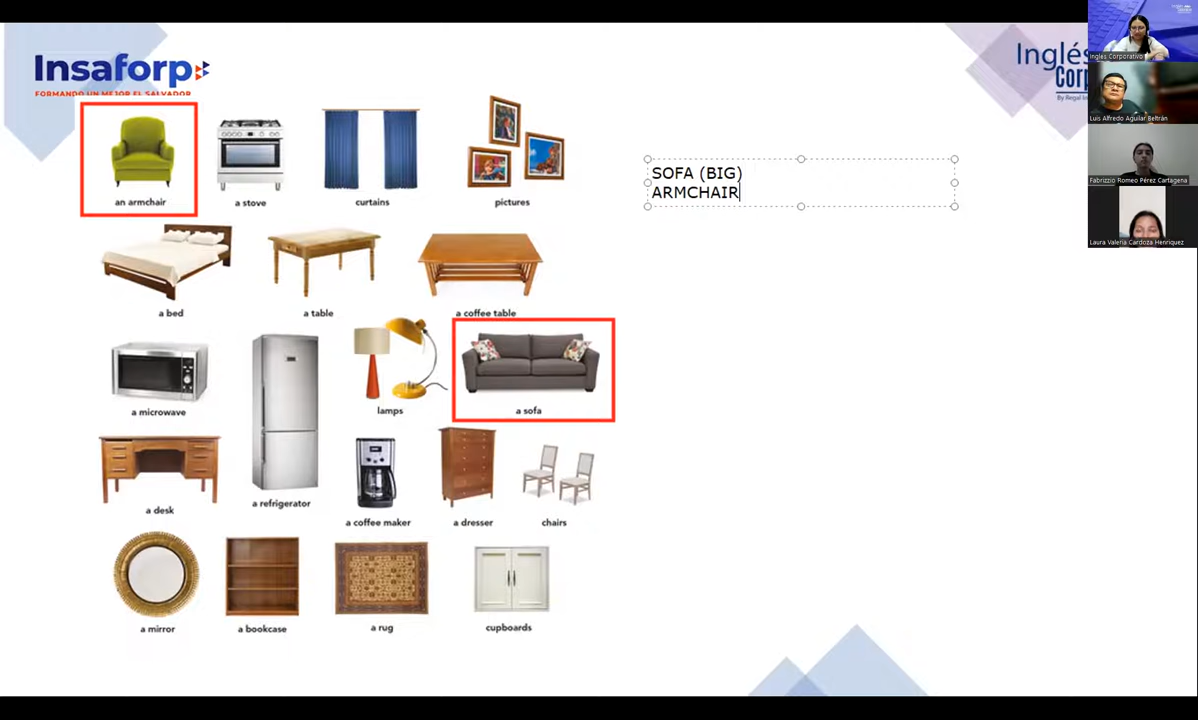 Insaforp
FORMANDO UN MEJOR EL SALVADOR
Inglés
Corp
By Regal In
SOFA (BIG)
ARMCHAIR
an armchair
a stove
curtains
pictures
a bed
a table
a coffee table
a microwave
a refrigerator
lamps
a sofa
a desk
a coffee maker
a dresser
chairs
a mirror
a bookcase
a rug
cupboards
Inglés Corporativo
Luis Alfredo Aguilar Beltrán
Fabrizzio Romeo Pérez Cartagena
Laura Valeria Cardoza Henriquez